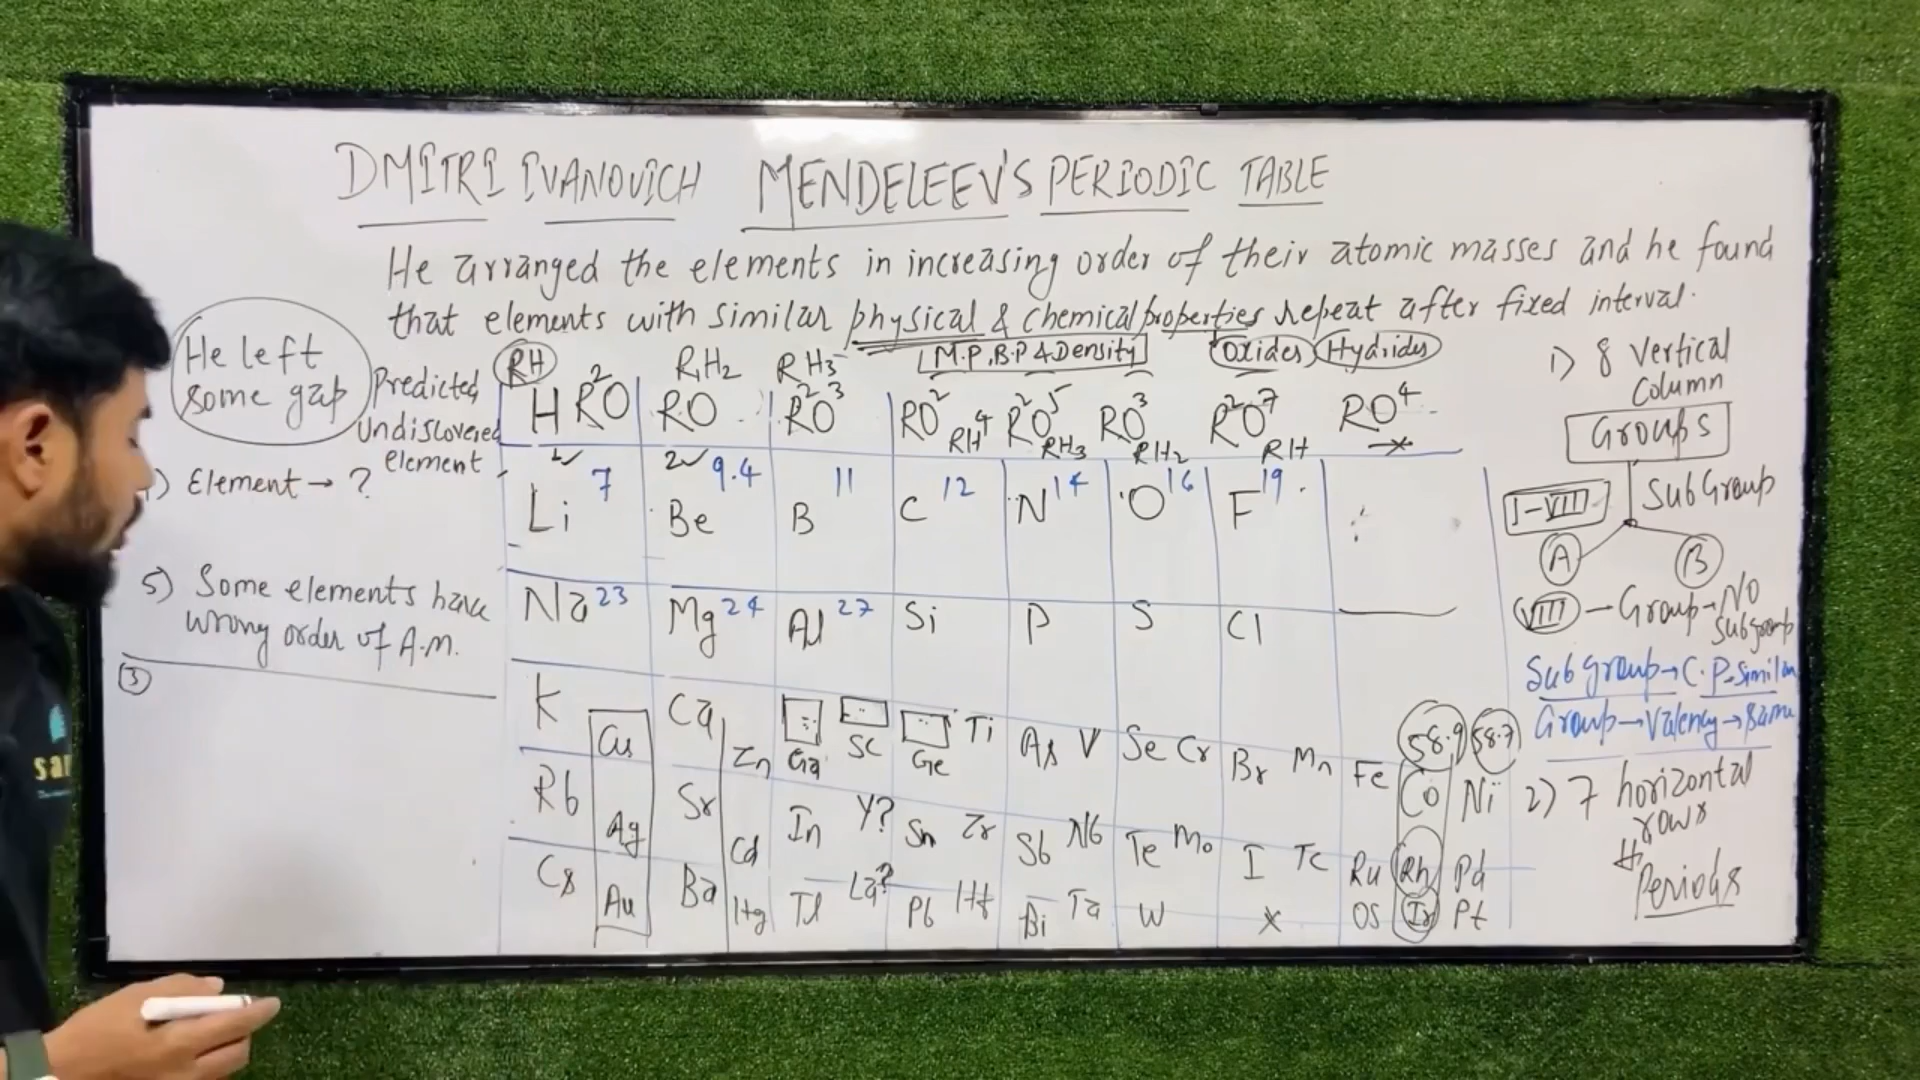 DMITRI IVANOVICH MENDELEEV'S PERIODIC TABLE
He arranged the elements in increasing order of their atomic masses and he found
that elements with similar physical & chemical properties repeat after fixed interval.
M.P, B.P & Density Oxides Hydrides
He left
some gap
Predicted
Undiscovered
element
) Element → ?
5) Some elements have
wrong order of A.M.
3
RH RH2 RH3
H R2O RO R2O3 RO2 R2O5 RO3 R2O7 RO4
RH4 RH3 RH2 RH x
Li 7 Be 9.4 B 11 C 12 N 14 O 16 F 19
Na 23 Mg 24 Al 27 Si P S Cl
58.9 58.7
K Cu Ca Zn Ga Sc Ge Ti As V Se Cr Br Mn Fe Co Ni
Rb Ag Sr Cd In Y? Sn Zr Sb Nb Te Mo I Tc Ru Rh Pd
Cs Au Ba Hg Tl La? Pb Hf Bi Ta W x OS Ir Pt
1) 8 Vertical
Column
Groups
I-VII Sub Group
A B
VIII - Group → No
Subgroup
Sub group → C.P → Similar
Group → Valency → Same
2) 7 horizontal
rows
Periods
sa